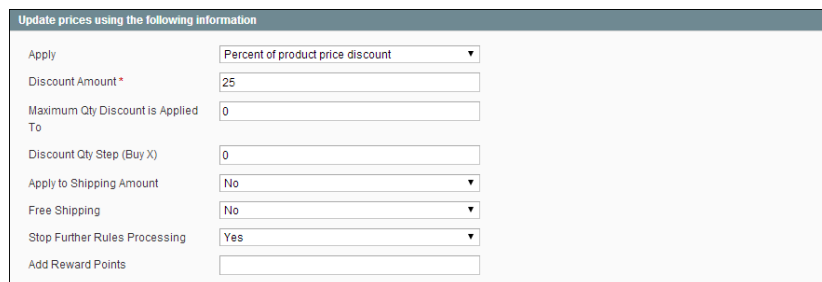 Update prices using the following information
Apply Percent of product price discount
Discount Amount * 25
Maximum Qty Discount is Applied 0
To
Discount Qty Step (Buy X) 0
Apply to Shipping Amount No
Free Shipping No
Stop Further Rules Processing Yes
Add Reward Points